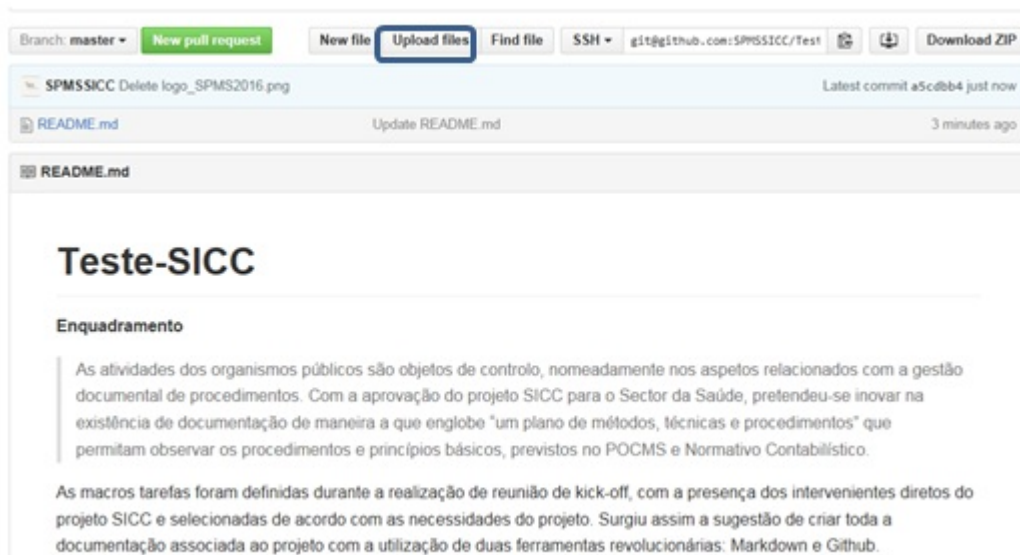 Branch: master New pull request New file Upload files Find file SSH git@github.com:SPMSSICC/Test Download ZIP
SPMSSICC Delete logo_SPMS2016.png Latest commit a5cdbb4 just now
README.md Update README.md 3 minutes ago
README.md
Teste-SICC
Enquadramento
As atividades dos organismos públicos são objetos de controlo, nomeadamente nos aspetos relacionados com a gestão
documental de procedimentos. Com a aprovação do projeto SICC para o Sector da Saúde, pretendeu-se inovar na
existência de documentação de maneira a que englobe "um plano de métodos, técnicas e procedimentos" que
permitam observar os procedimentos e princípios básicos, previstos no POCMS e Normativo Contabilístico.
As macros tarefas foram definidas durante a realização de reunião de kick-off, com a presença dos intervenientes diretos do
projeto SICC e selecionadas de acordo com as necessidades do projeto. Surgiu assim a sugestão de criar toda a
documentação associada ao projeto com a utilização de duas ferramentas revolucionárias: Markdown e Github.